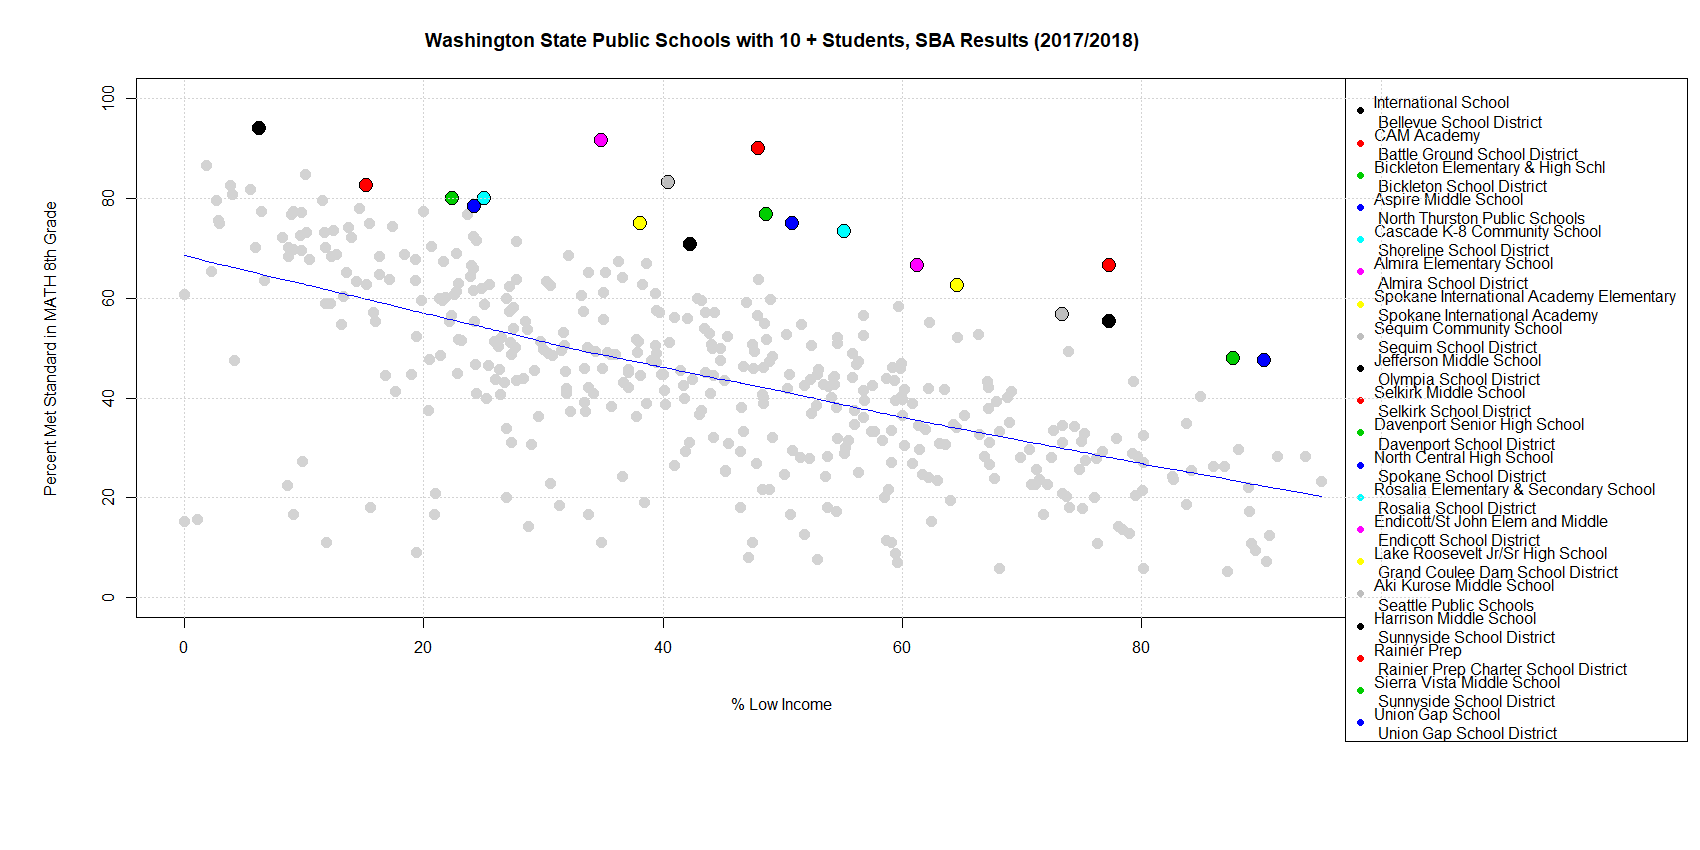 Washington State Public Schools with 10 + Students, SBA Results (2017/2018)
Percent Met Standard in MATH 8th Grade
100
80
60
40
20
0
0
20
40
60
80
% Low Income
International School
Bellevue School District
CAM Academy
Battle Ground School District
Bickleton Elementary & High Schl
Bickleton School District
Aspire Middle School
North Thurston Public Schools
Cascade K-8 Community School
Shoreline School District
Almira Elementary School
Almira School District
Spokane International Academy Elementary
Spokane International Academy
Sequim Community School
Sequim School District
Jefferson Middle School
Olympia School District
Selkirk Middle School
Selkirk School District
Davenport Senior High School
Davenport School District
North Central High School
Spokane School District
Rosalia Elementary & Secondary School
Rosalia School District
Endicott/St John Elem and Middle
Endicott School District
Lake Roosevelt Jr/Sr High School
Grand Coulee Dam School District
Aki Kurose Middle School
Seattle Public Schools
Harrison Middle School
Sunnyside School District
Rainier Prep
Rainier Prep Charter School District
Sierra Vista Middle School
Sunnyside School District
Union Gap School
Union Gap School District